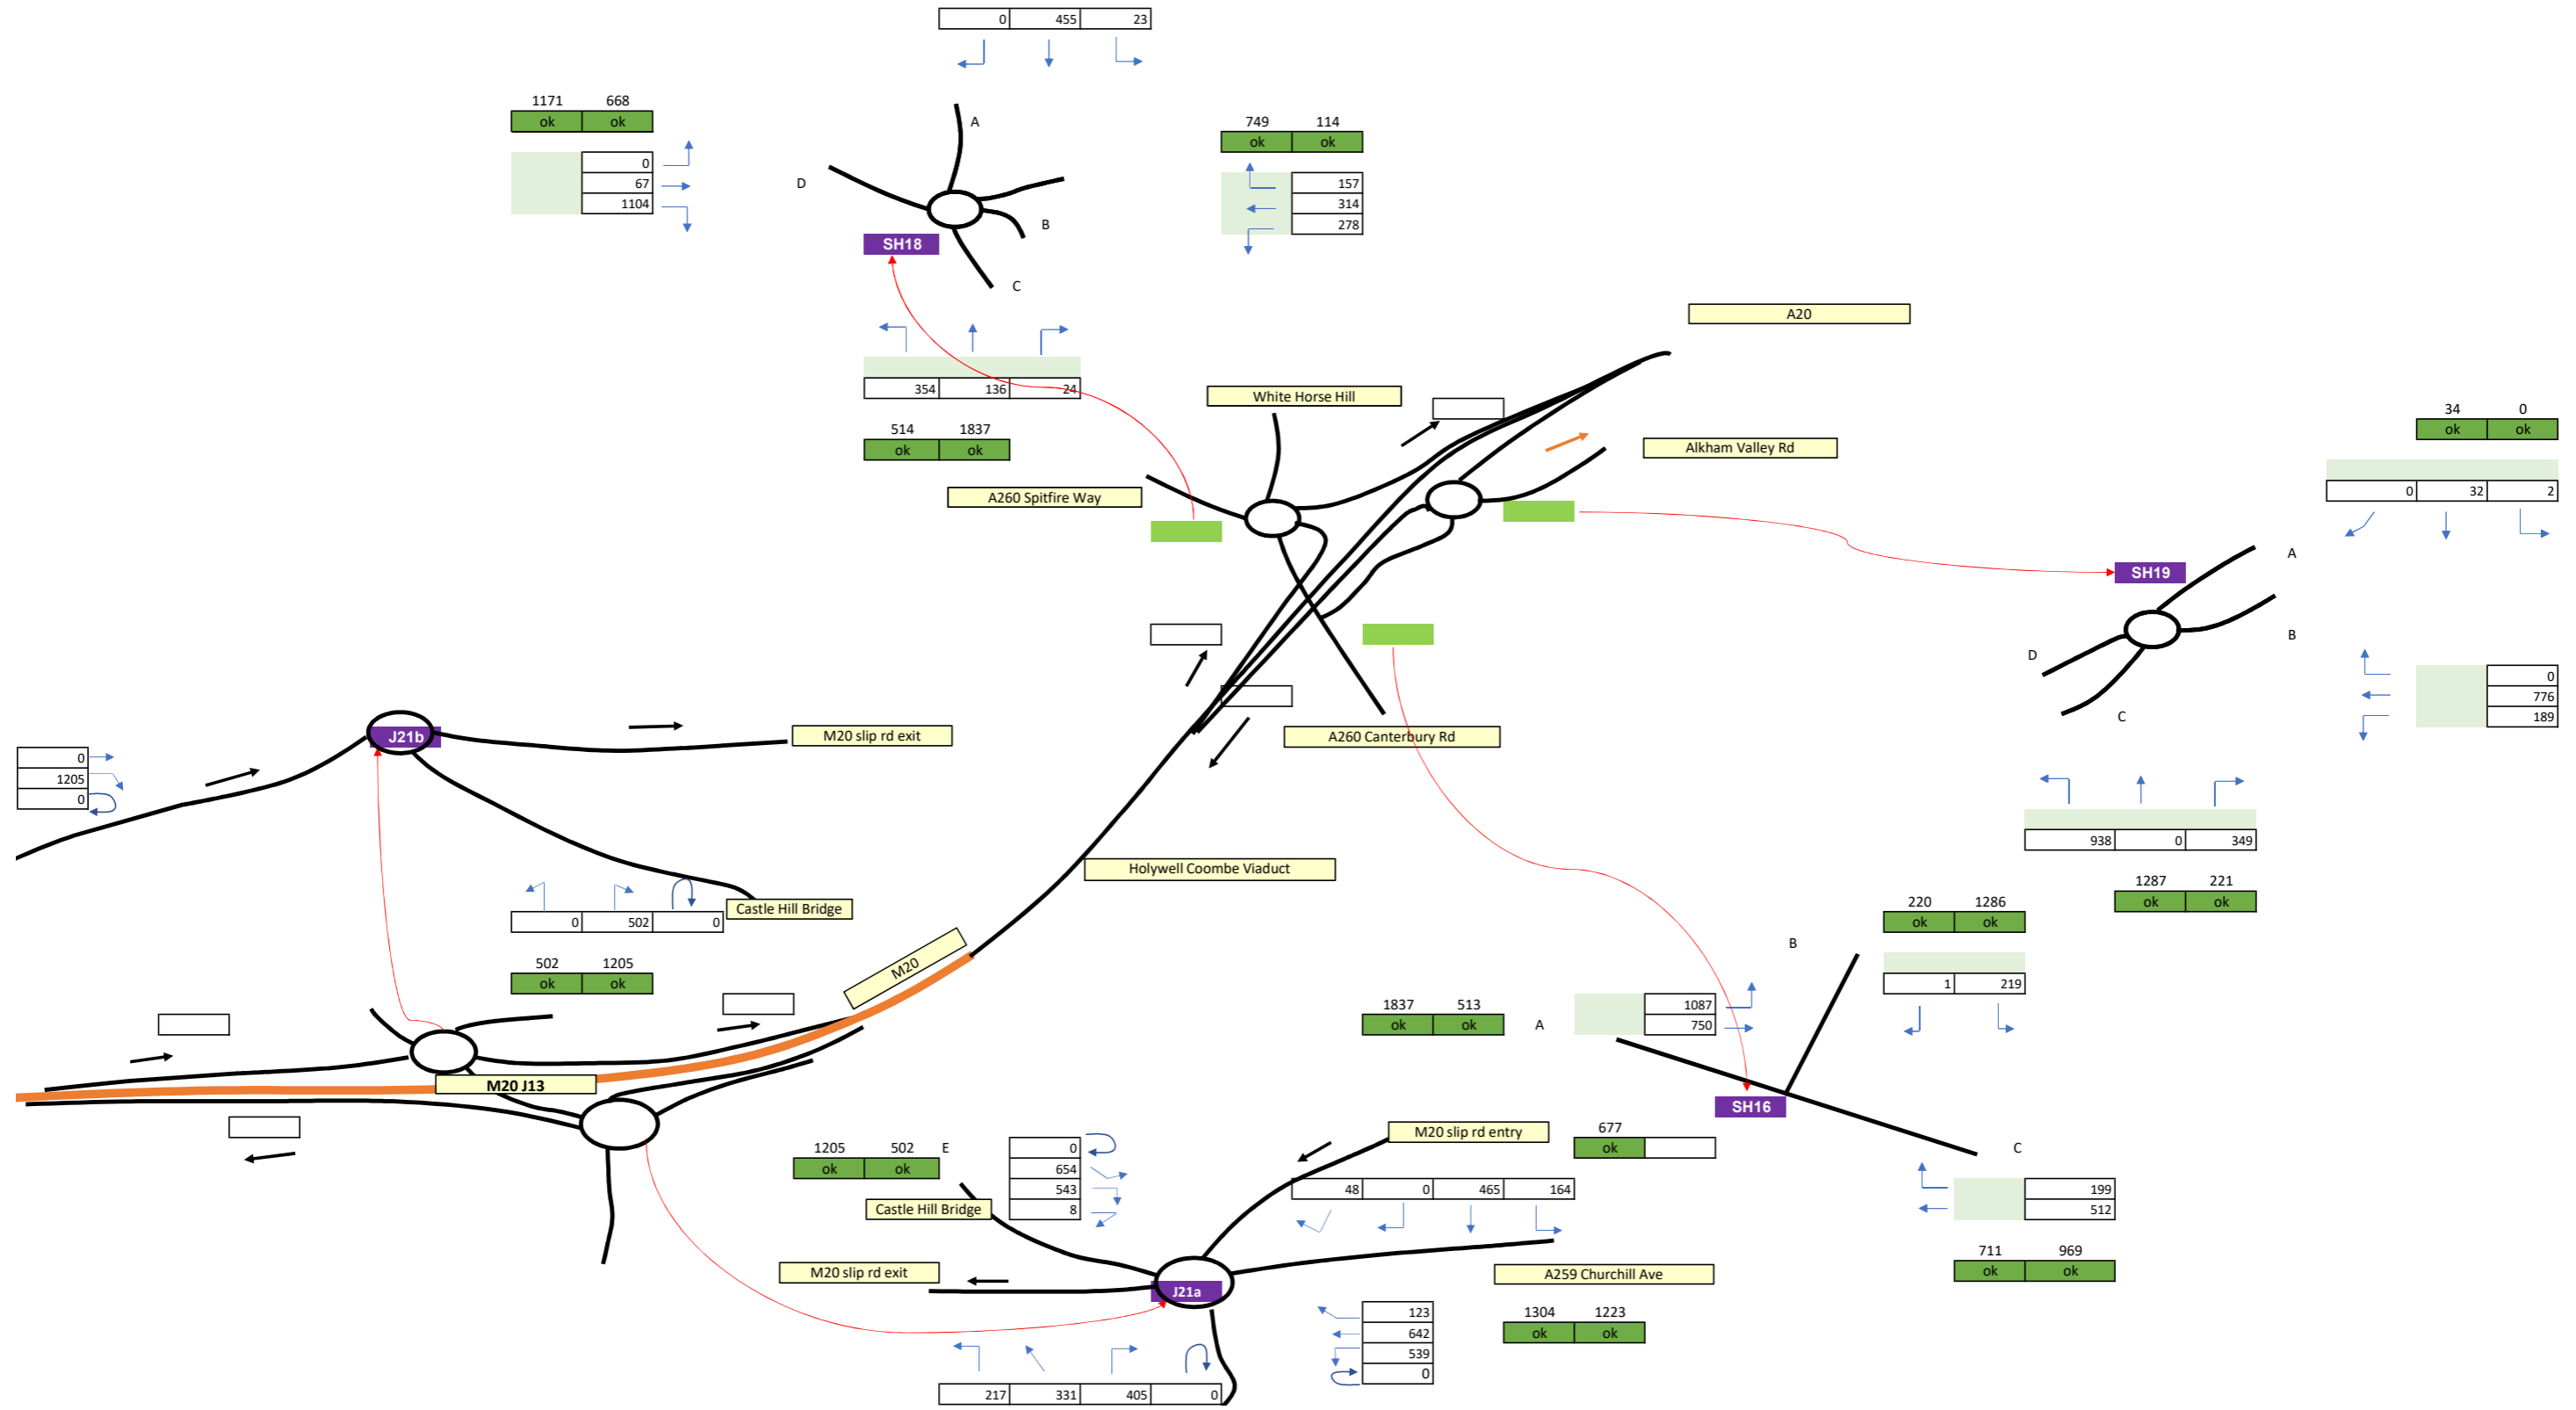 0 455 23
1171 668
ok ok
A
749 114
ok ok
0
67
1104
D
157
314
278
B
SH18
C
A20
354 136 24
White Horse Hill
34 0
ok ok
514 1837
ok ok
Alkham Valley Rd
A260 Spitfire Way
0 32 2
A
SH19
B
D
0
776
189
C
J21b
M20 slip rd exit
A260 Canterbury Rd
0
1205
0
938 0 349
Holywell Coombe Viaduct
1287 221
ok ok
220 1286
ok ok
Castle Hill Bridge
0 502 0
B
502 1205
ok ok
M20
1 219
1837 513
ok ok
A
1087
750
M20 J13
SH16
M20 slip rd entry
677
ok
1205 502
ok ok
E
0
654
543
8
C
48 0 465 164
199
512
Castle Hill Bridge
711 969
ok ok
M20 slip rd exit
A259 Churchill Ave
J21a
123
642
539
0
1304 1223
ok ok
217 331 405 0